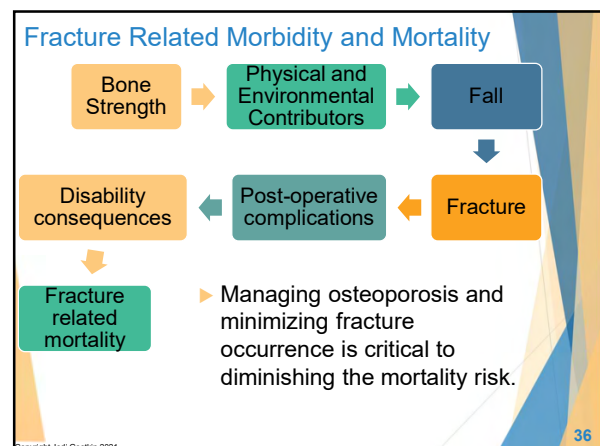 Fracture Related Morbidity and Mortality
Bone
Strength
Physical and
Environmental
Contributors
Fall
Disability
consequences
Post-operative
complications
Fracture
Fracture
related
mortality
Managing osteoporosis and
minimizing fracture
occurrence is critical to
diminishing the mortality risk.
36